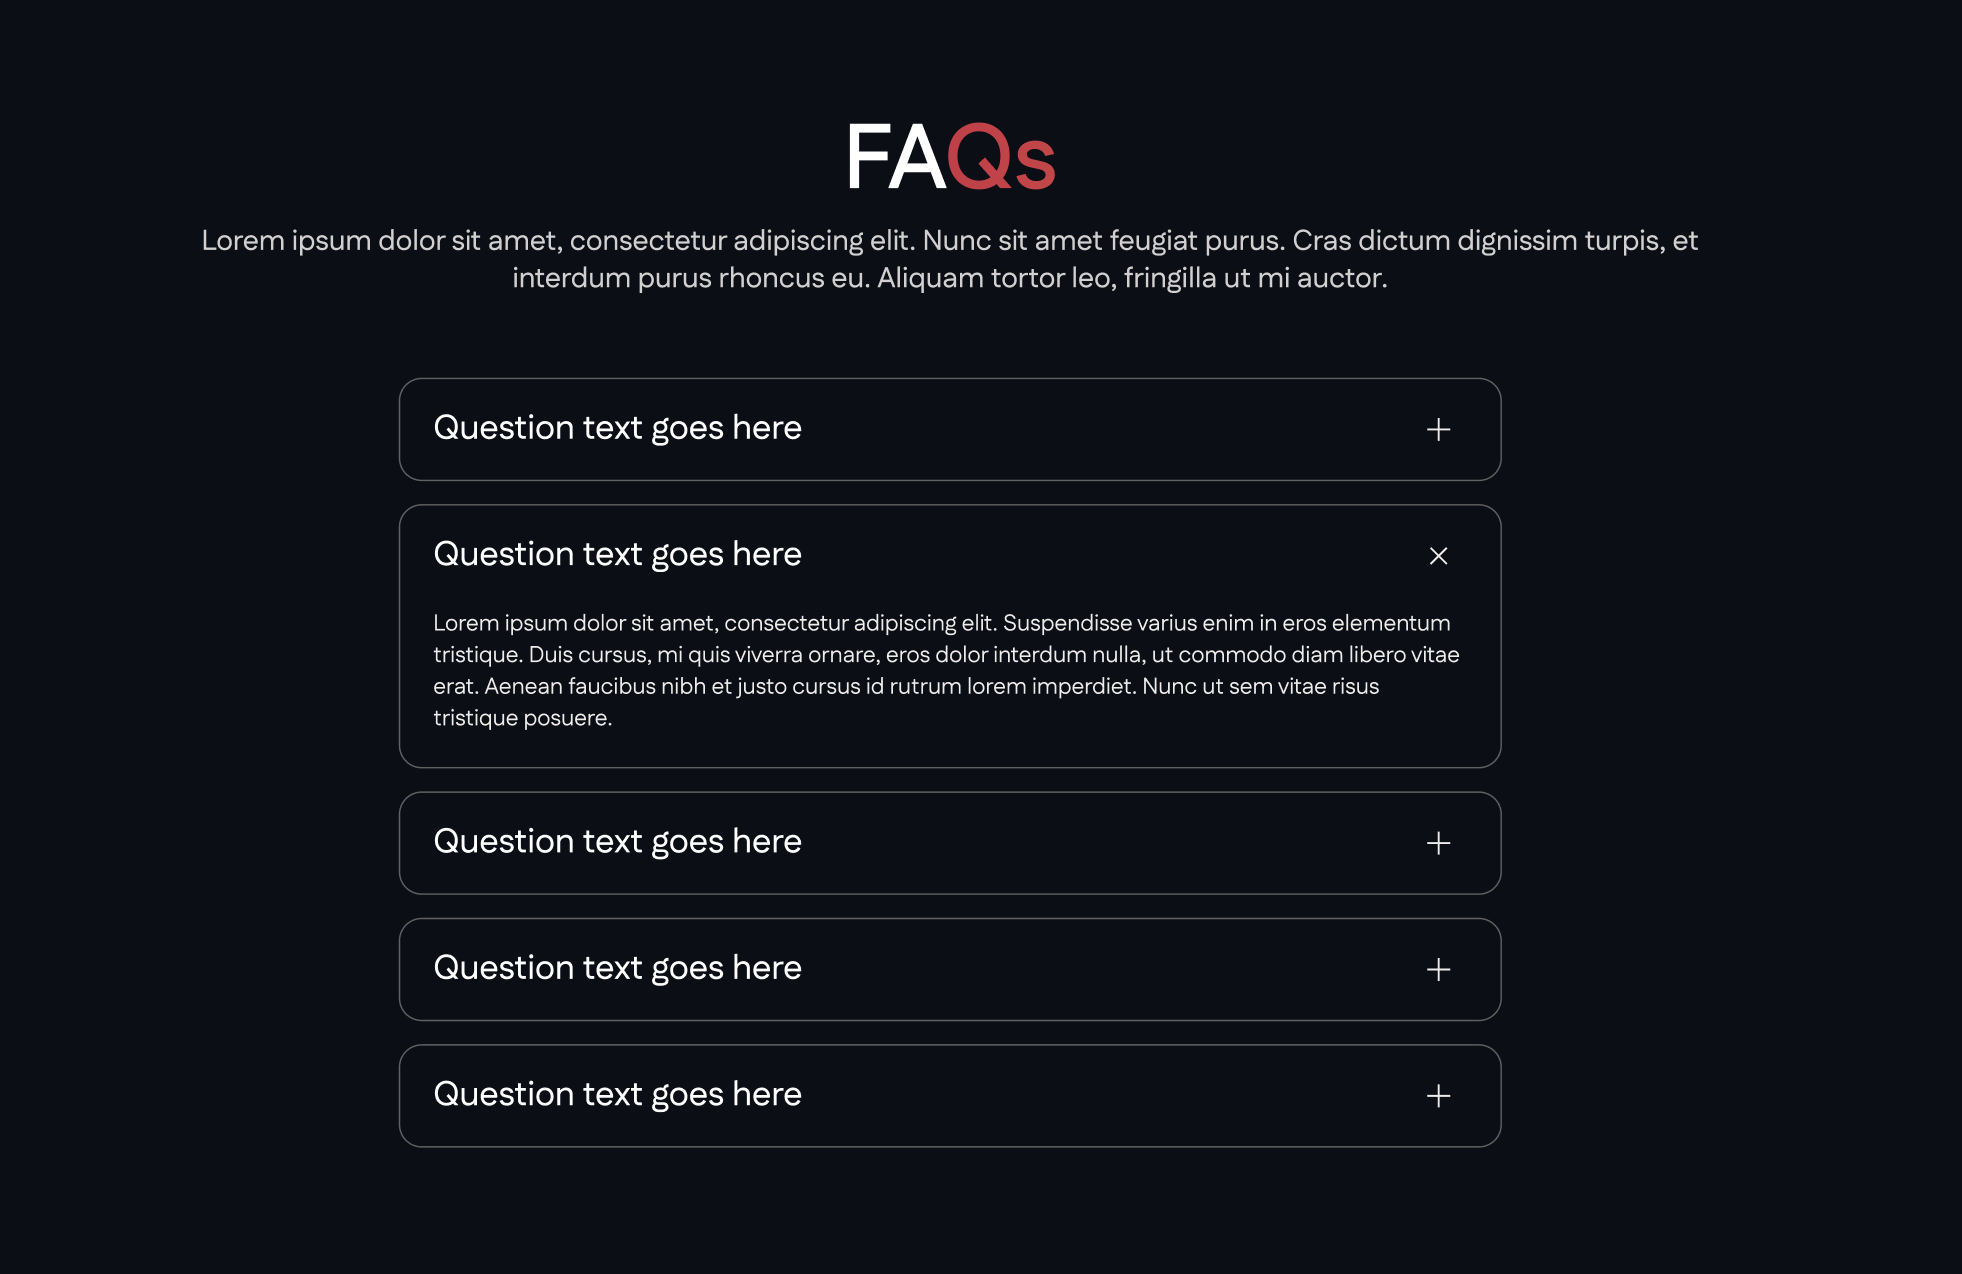 FAQs
Lorem ipsum dolor sit amet, consectetur adipiscing elit. Nunc sit amet feugiat purus. Cras dictum dignissim turpis, et
interdum purus rhoncus eu. Aliquam tortor leo, fringilla ut mi auctor.
Question text goes here
Question text goes here
Lorem ipsum dolor sit amet, consectetur adipiscing elit. Suspendisse varius enim in eros elementum
tristique. Duis cursus, mi quis viverra ornare, eros dolor interdum nulla, ut commodo diam libero vitae
erat. Aenean faucibus nibh et justo cursus id rutrum lorem imperdiet. Nunc ut sem vitae risus
tristique posuere.
Question text goes here
Question text goes here
Question text goes here